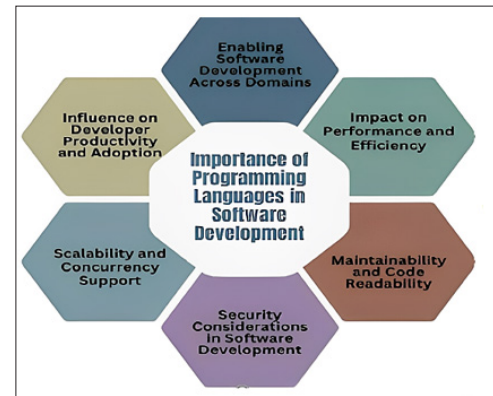 Enabling
Software
Development
Across Domains
Influence on
Developer
Productivity
and Adoption
Impact on
Performance and
Efficiency
Importance of
Programming
Languages in
Software
Development
Scalability and
Concurrency
Support
Maintainability
and Code
Readability
Security
Considerations
in Software
Development